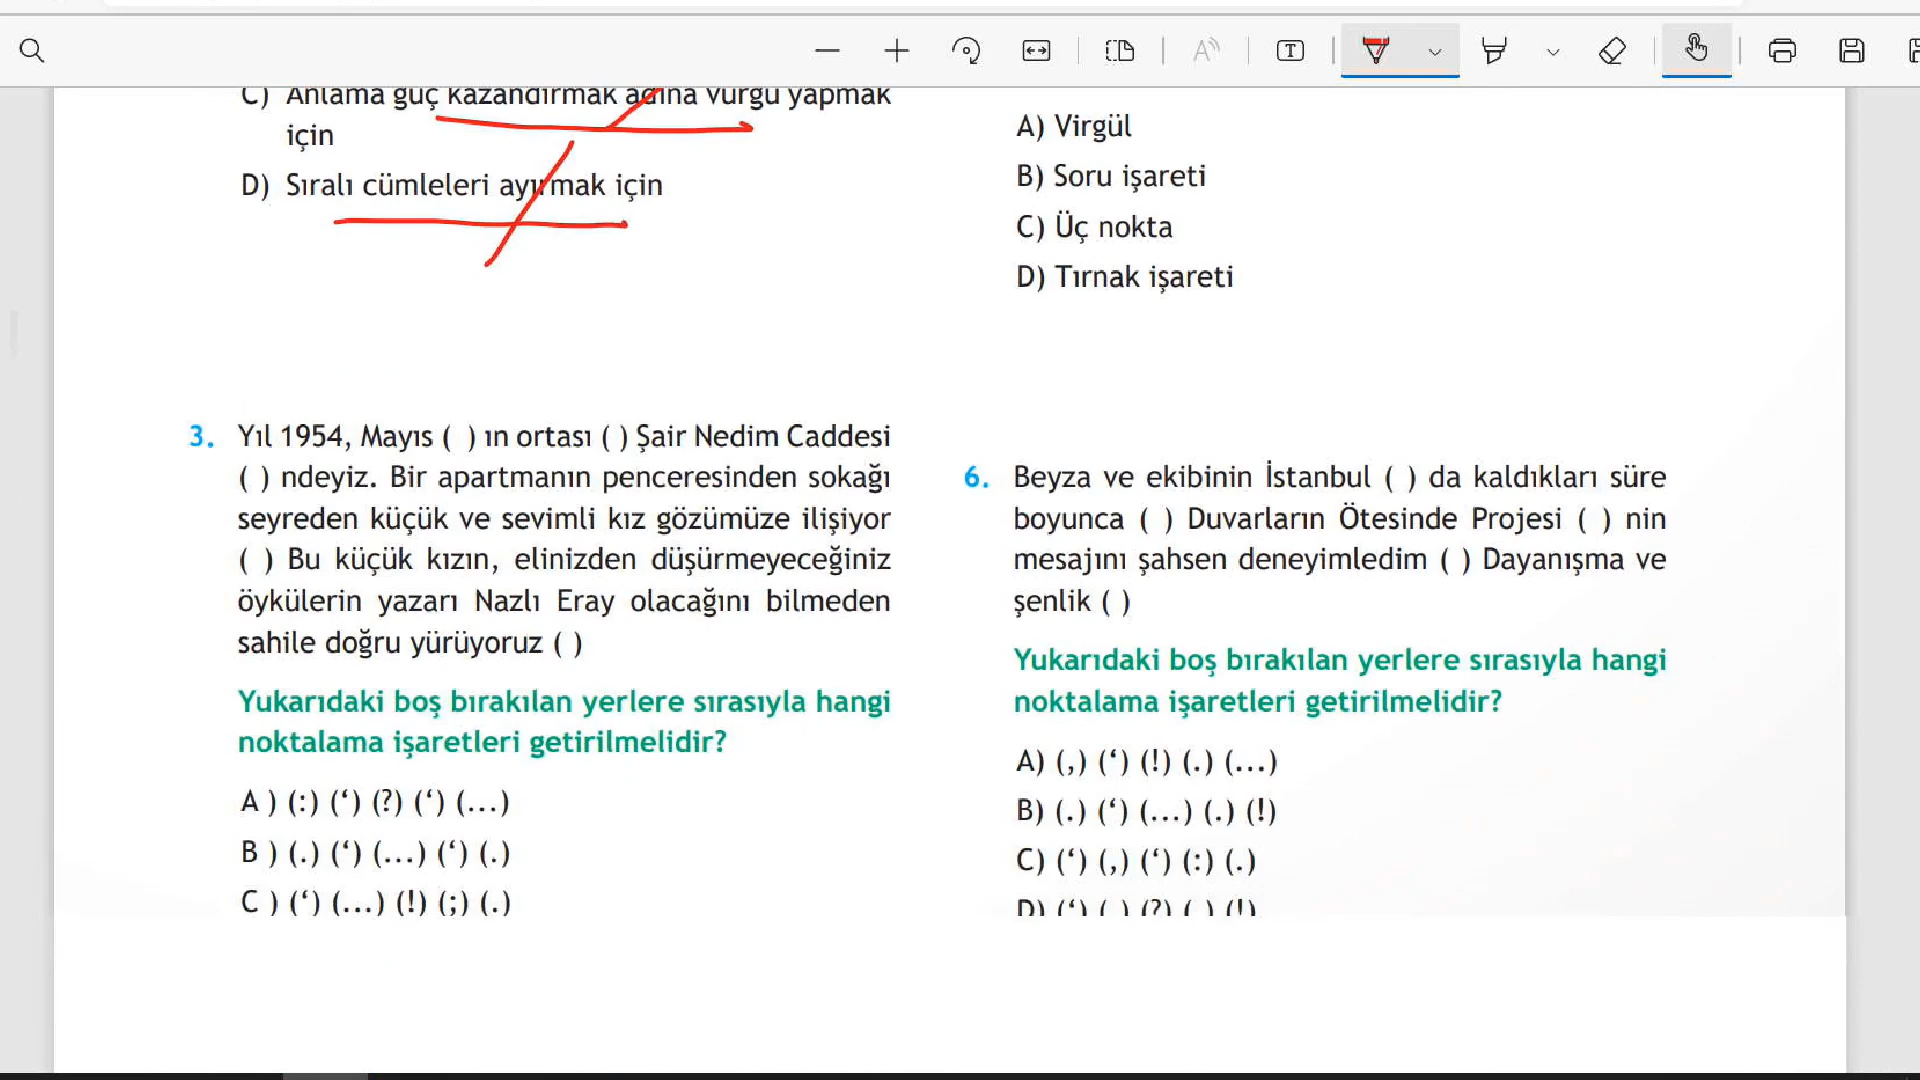 C) Anlama güç kazandırmak adına vurgu yapmak
için
D) Sıralı cümleleri ayırmak için
3. Yıl 1954, Mayıs ( ) ın ortası ( ) Şair Nedim Caddesi
( ) ndeyiz. Bir apartmanın penceresinden sokağı
seyreden küçük ve sevimli kız gözümüze ilişiyor
( ) Bu küçük kızın, elinizden düşürmeyeceğiniz
öykülerin yazarı Nazlı Eray olacağını bilmeden
sahile doğru yürüyoruz ( )
Yukarıdaki boş bırakılan yerlere sırasıyla hangi
noktalama işaretleri getirilmelidir?
A ) (:) (‘) (?) (‘) (...)
B ) (.) (‘) (...) (‘) (.)
C ) (‘) (...) (!) (;) (.)
A) Virgül
B) Soru işareti
C) Üç nokta
D) Tırnak işareti
6. Beyza ve ekibinin İstanbul ( ) da kaldıkları süre
boyunca ( ) Duvarların Ötesinde Projesi ( ) nin
mesajını şahsen deneyimledim ( ) Dayanışma ve
şenlik ( )
Yukarıdaki boş bırakılan yerlere sırasıyla hangi
noktalama işaretleri getirilmelidir?
A) (,) (‘) (!) (.) (...)
B) (.) (‘) (...) (.) (!)
C) (‘) (,) (‘) (:) (.)
D) (‘) ( ) (?) ( ) (!)